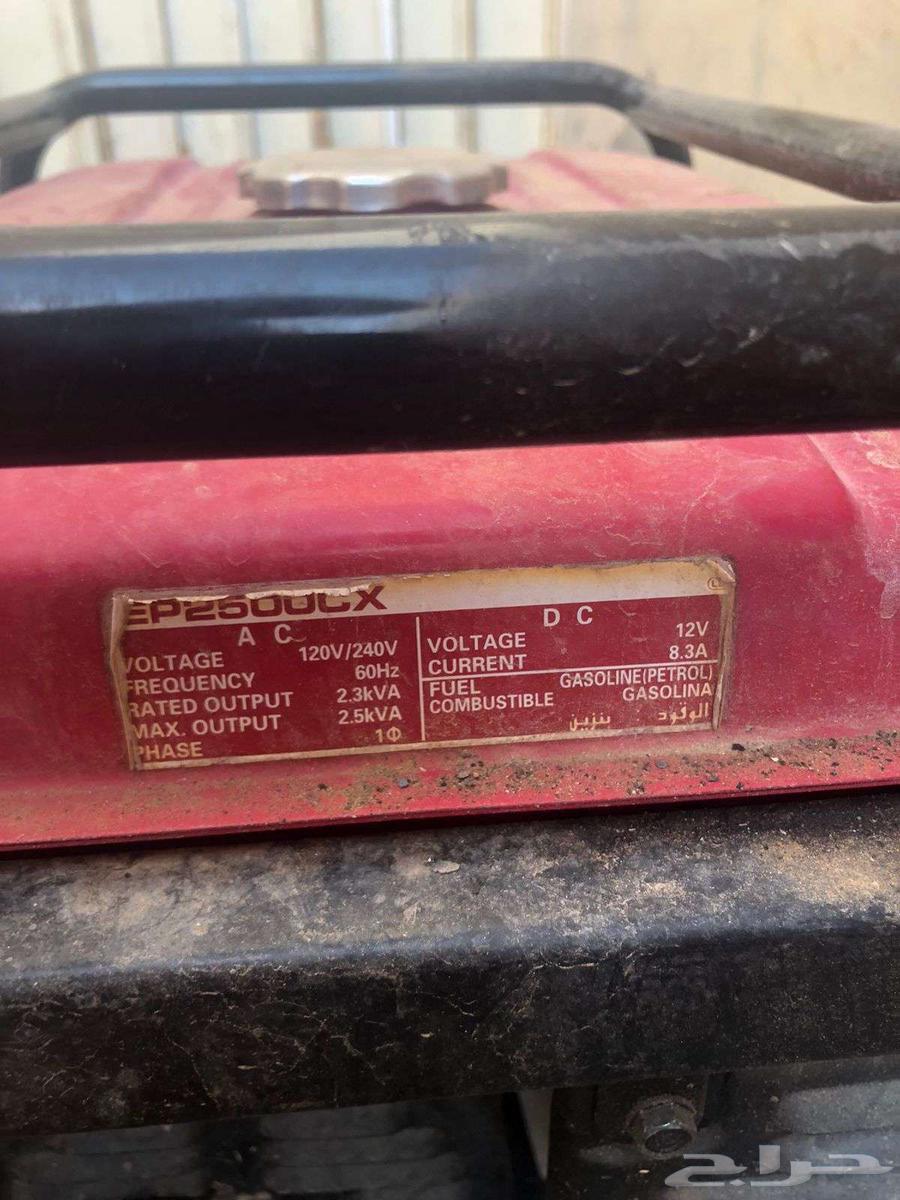 EP2500CX
A C
VOLTAGE 120V/240V
FREQUENCY 60Hz
RATED OUTPUT 2.3kVA
MAX. OUTPUT 2.5kVA
PHASE 1Φ
D C
VOLTAGE 12V
CURRENT 8.3A
FUEL GASOLINE(PETROL)
COMBUSTIBLE GASOLINA
الوقود : بنزين
حراج